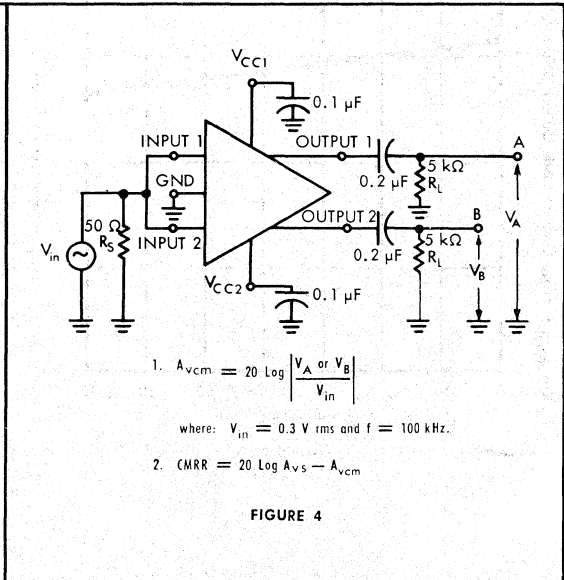 VCC1
0.1 µF
INPUT 1
OUTPUT 1
A
GND
0.2 µF
5 kΩ
RL
50 Ω
RS
INPUT 2
OUTPUT 2
B
VA
Vin
0.2 µF
5 kΩ
RL
VB
VCC2
0.1 µF
1. Avcm = 20 Log |VA or VB / Vin|
where: Vin = 0.3 V rms and f = 100 kHz.
2. CMRR = 20 Log AVS — Avcm
FIGURE 4